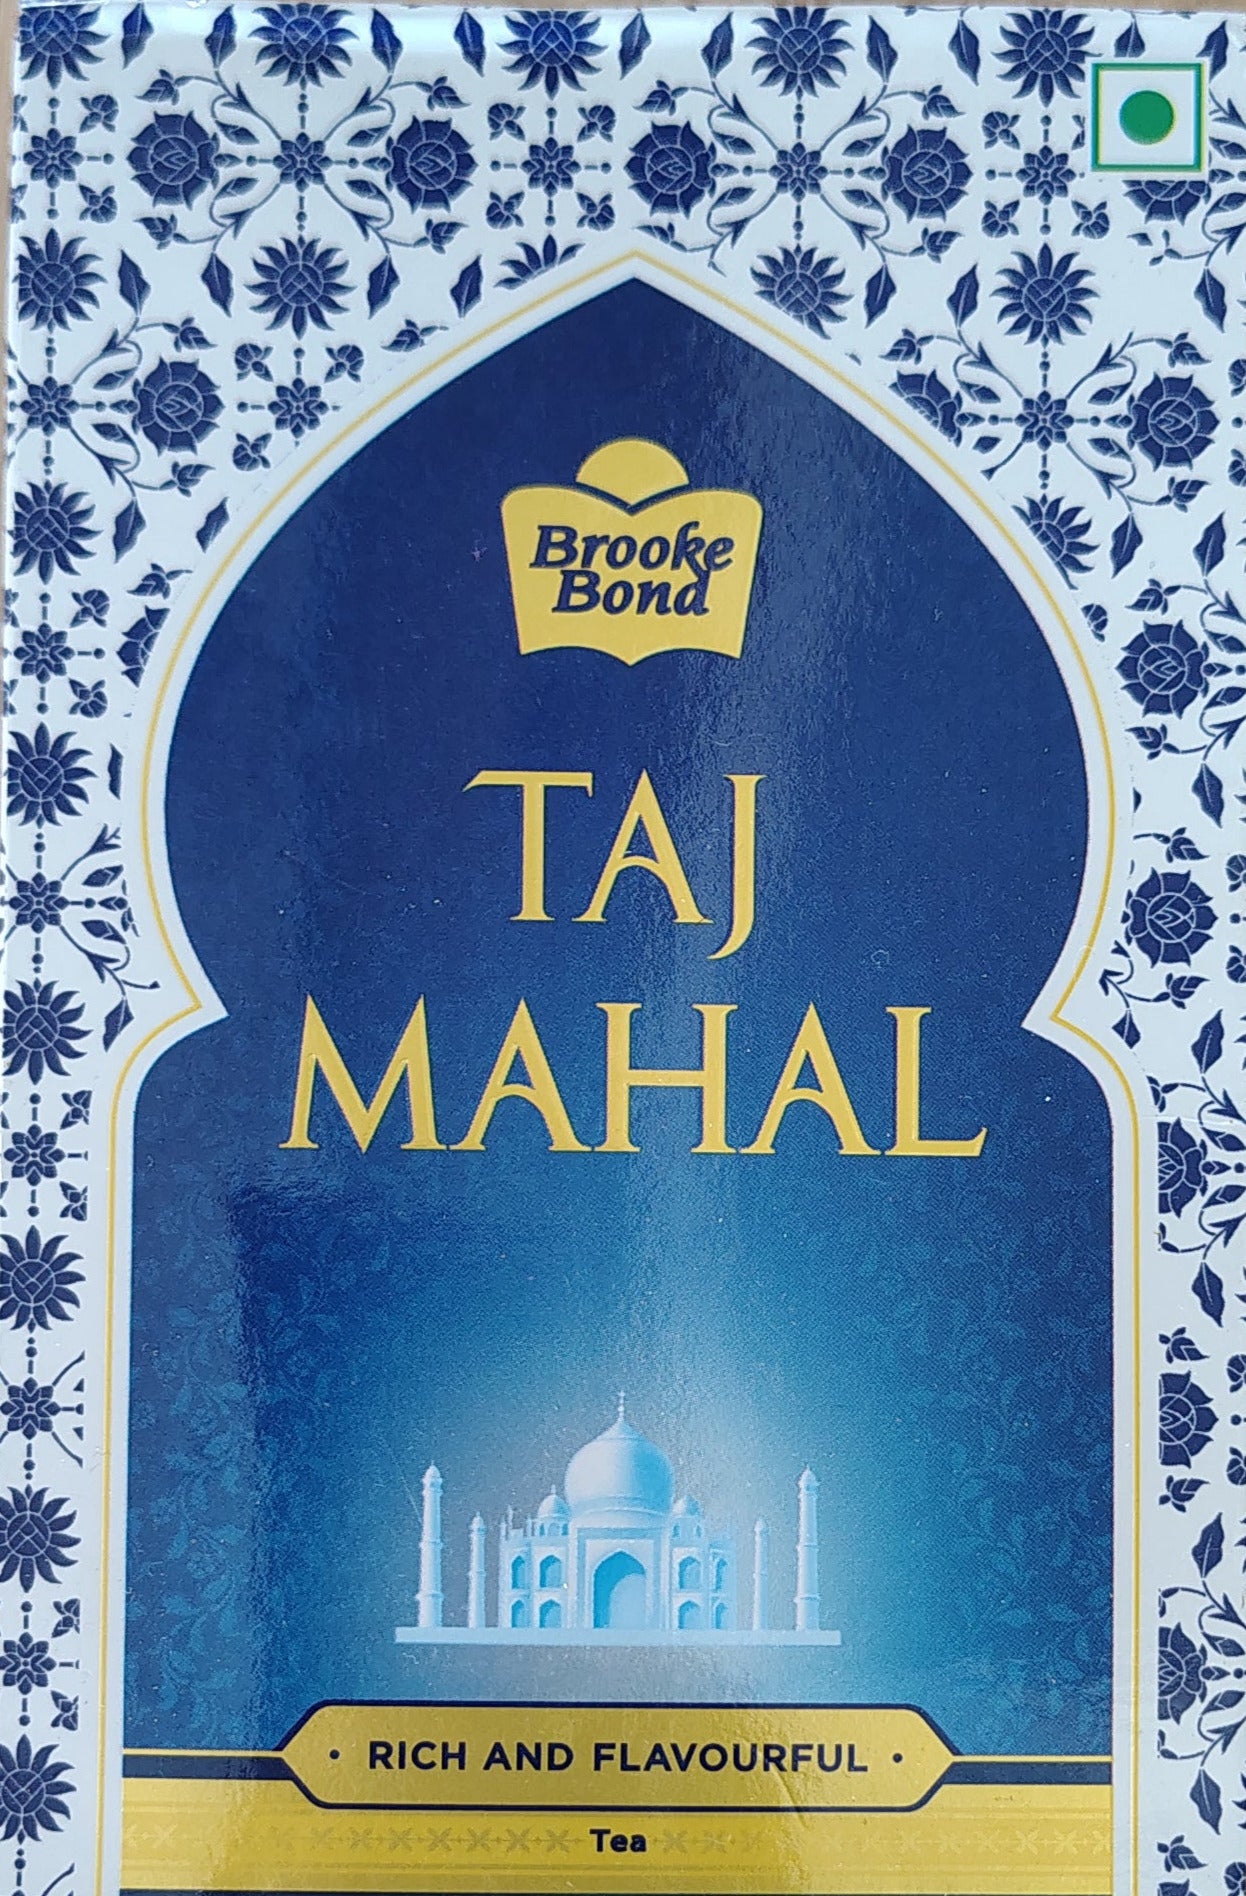 Brooke
Bond
TAJ
MAHAL
• RICH AND FLAVOURFUL •
Tea